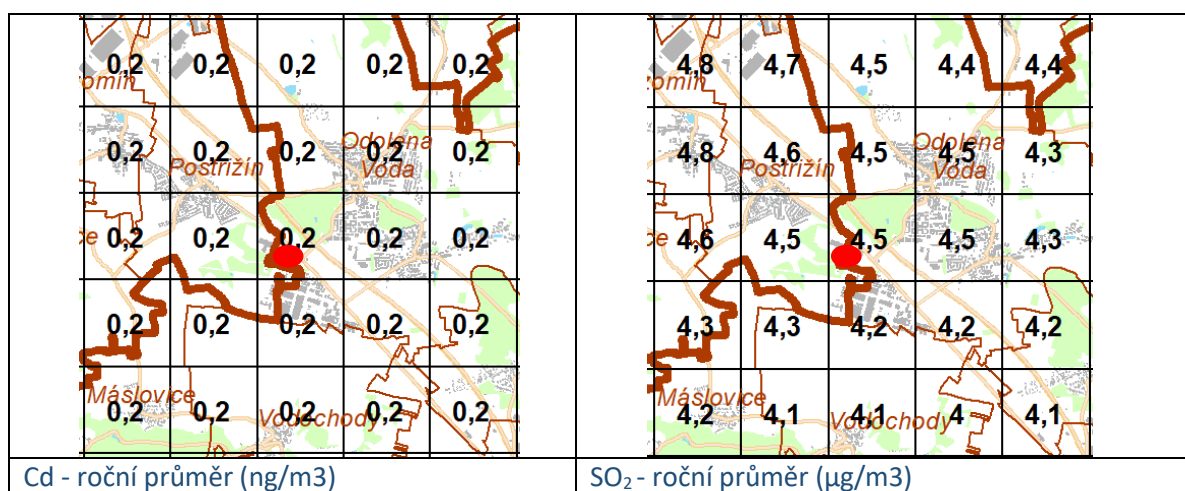 0,2 0,2 0,2 0,2 0,2
omín
0,2 0,2 0,2 0,2 0,2
Postřižín
Odolena
Voda
0,2 0,2 0,2 0,2 0,2
ce
0,2 0,2 0,2 0,2 0,2
Máslovice
0,2 0,2 0,2 0,2 0,2
Vodochody
Cd - roční průměr (ng/m3)
4,8 4,7 4,5 4,4 4,4
zomín
4,8 4,6 4,5 4,5 4,3
Postřižín
Odolena
Voda
4,6 4,5 4,5 4,5 4,3
ce
4,3 4,3 4,2 4,2 4,2
Máslovice
4,2 4,1 4,1 4 4,1
Vodochody
SO₂ - roční průměr (µg/m3)